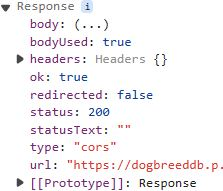 Response i
body: (...)
bodyUsed: true
headers: Headers {}
ok: true
redirected: false
status: 200
statusText: ""
type: "cors"
url: "https://dogbreeddb.p.
[[Prototype]]: Response